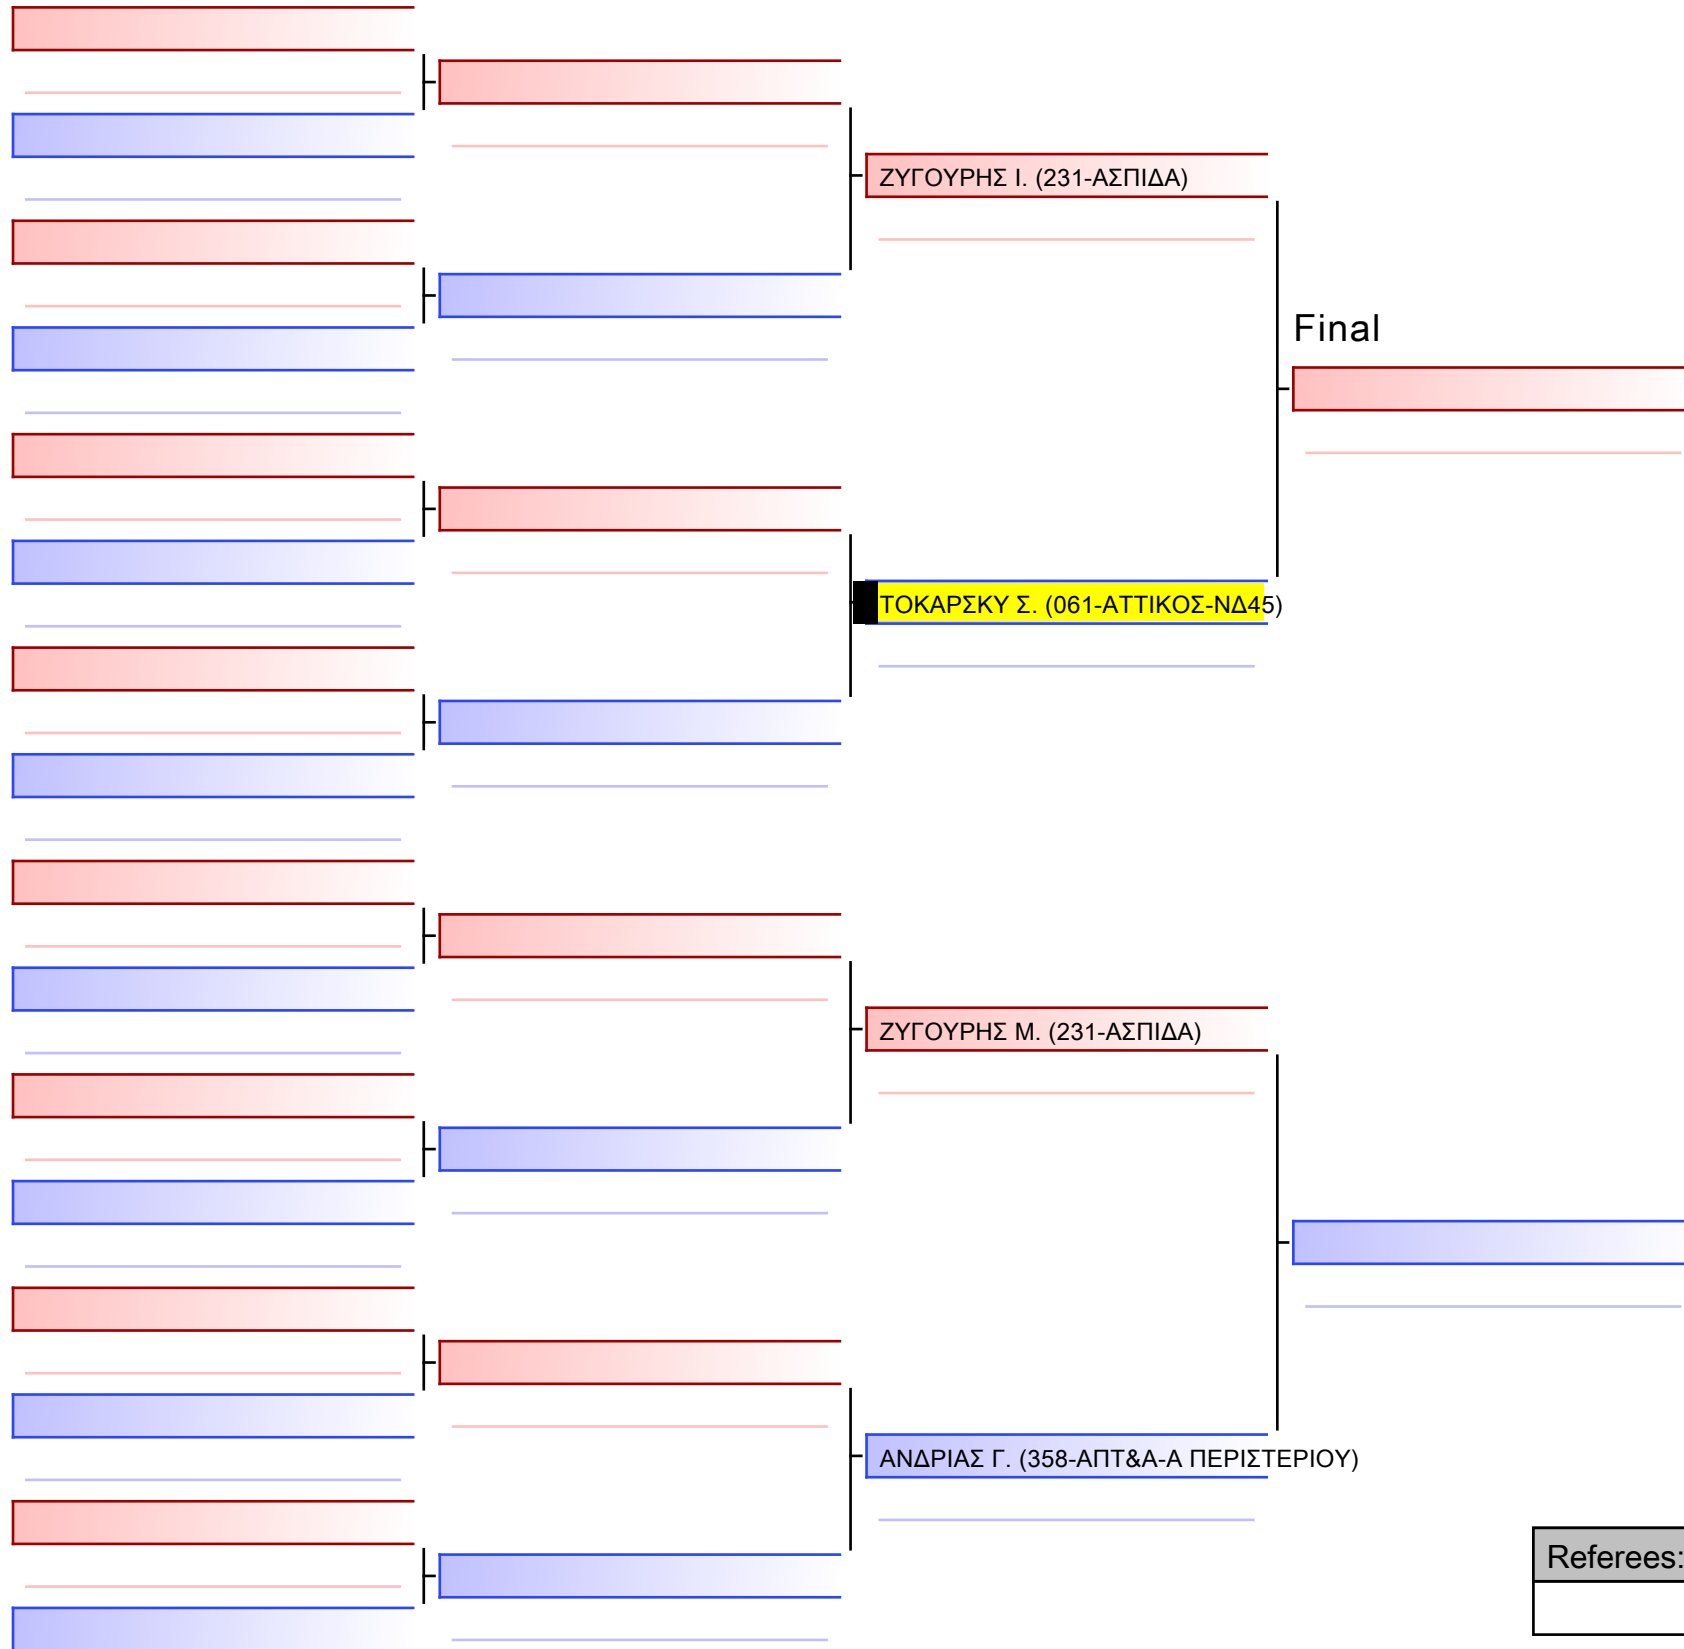 ΖΥΓΟΥΡΗΣ Ι. (231-ΑΣΠΙΔΑ)
Final
ΤΟΚΑΡΣΚΥ Σ. (061-ΑΤΤΙΚΟΣ-ΝΔ45)
ΖΥΓΟΥΡΗΣ Μ. (231-ΑΣΠΙΔΑ)
ΑΝΔΡΙΑΣ Γ. (358-ΑΠΤ&Α-Α ΠΕΡΙΣΤΕΡΙΟΥ)
Referees: